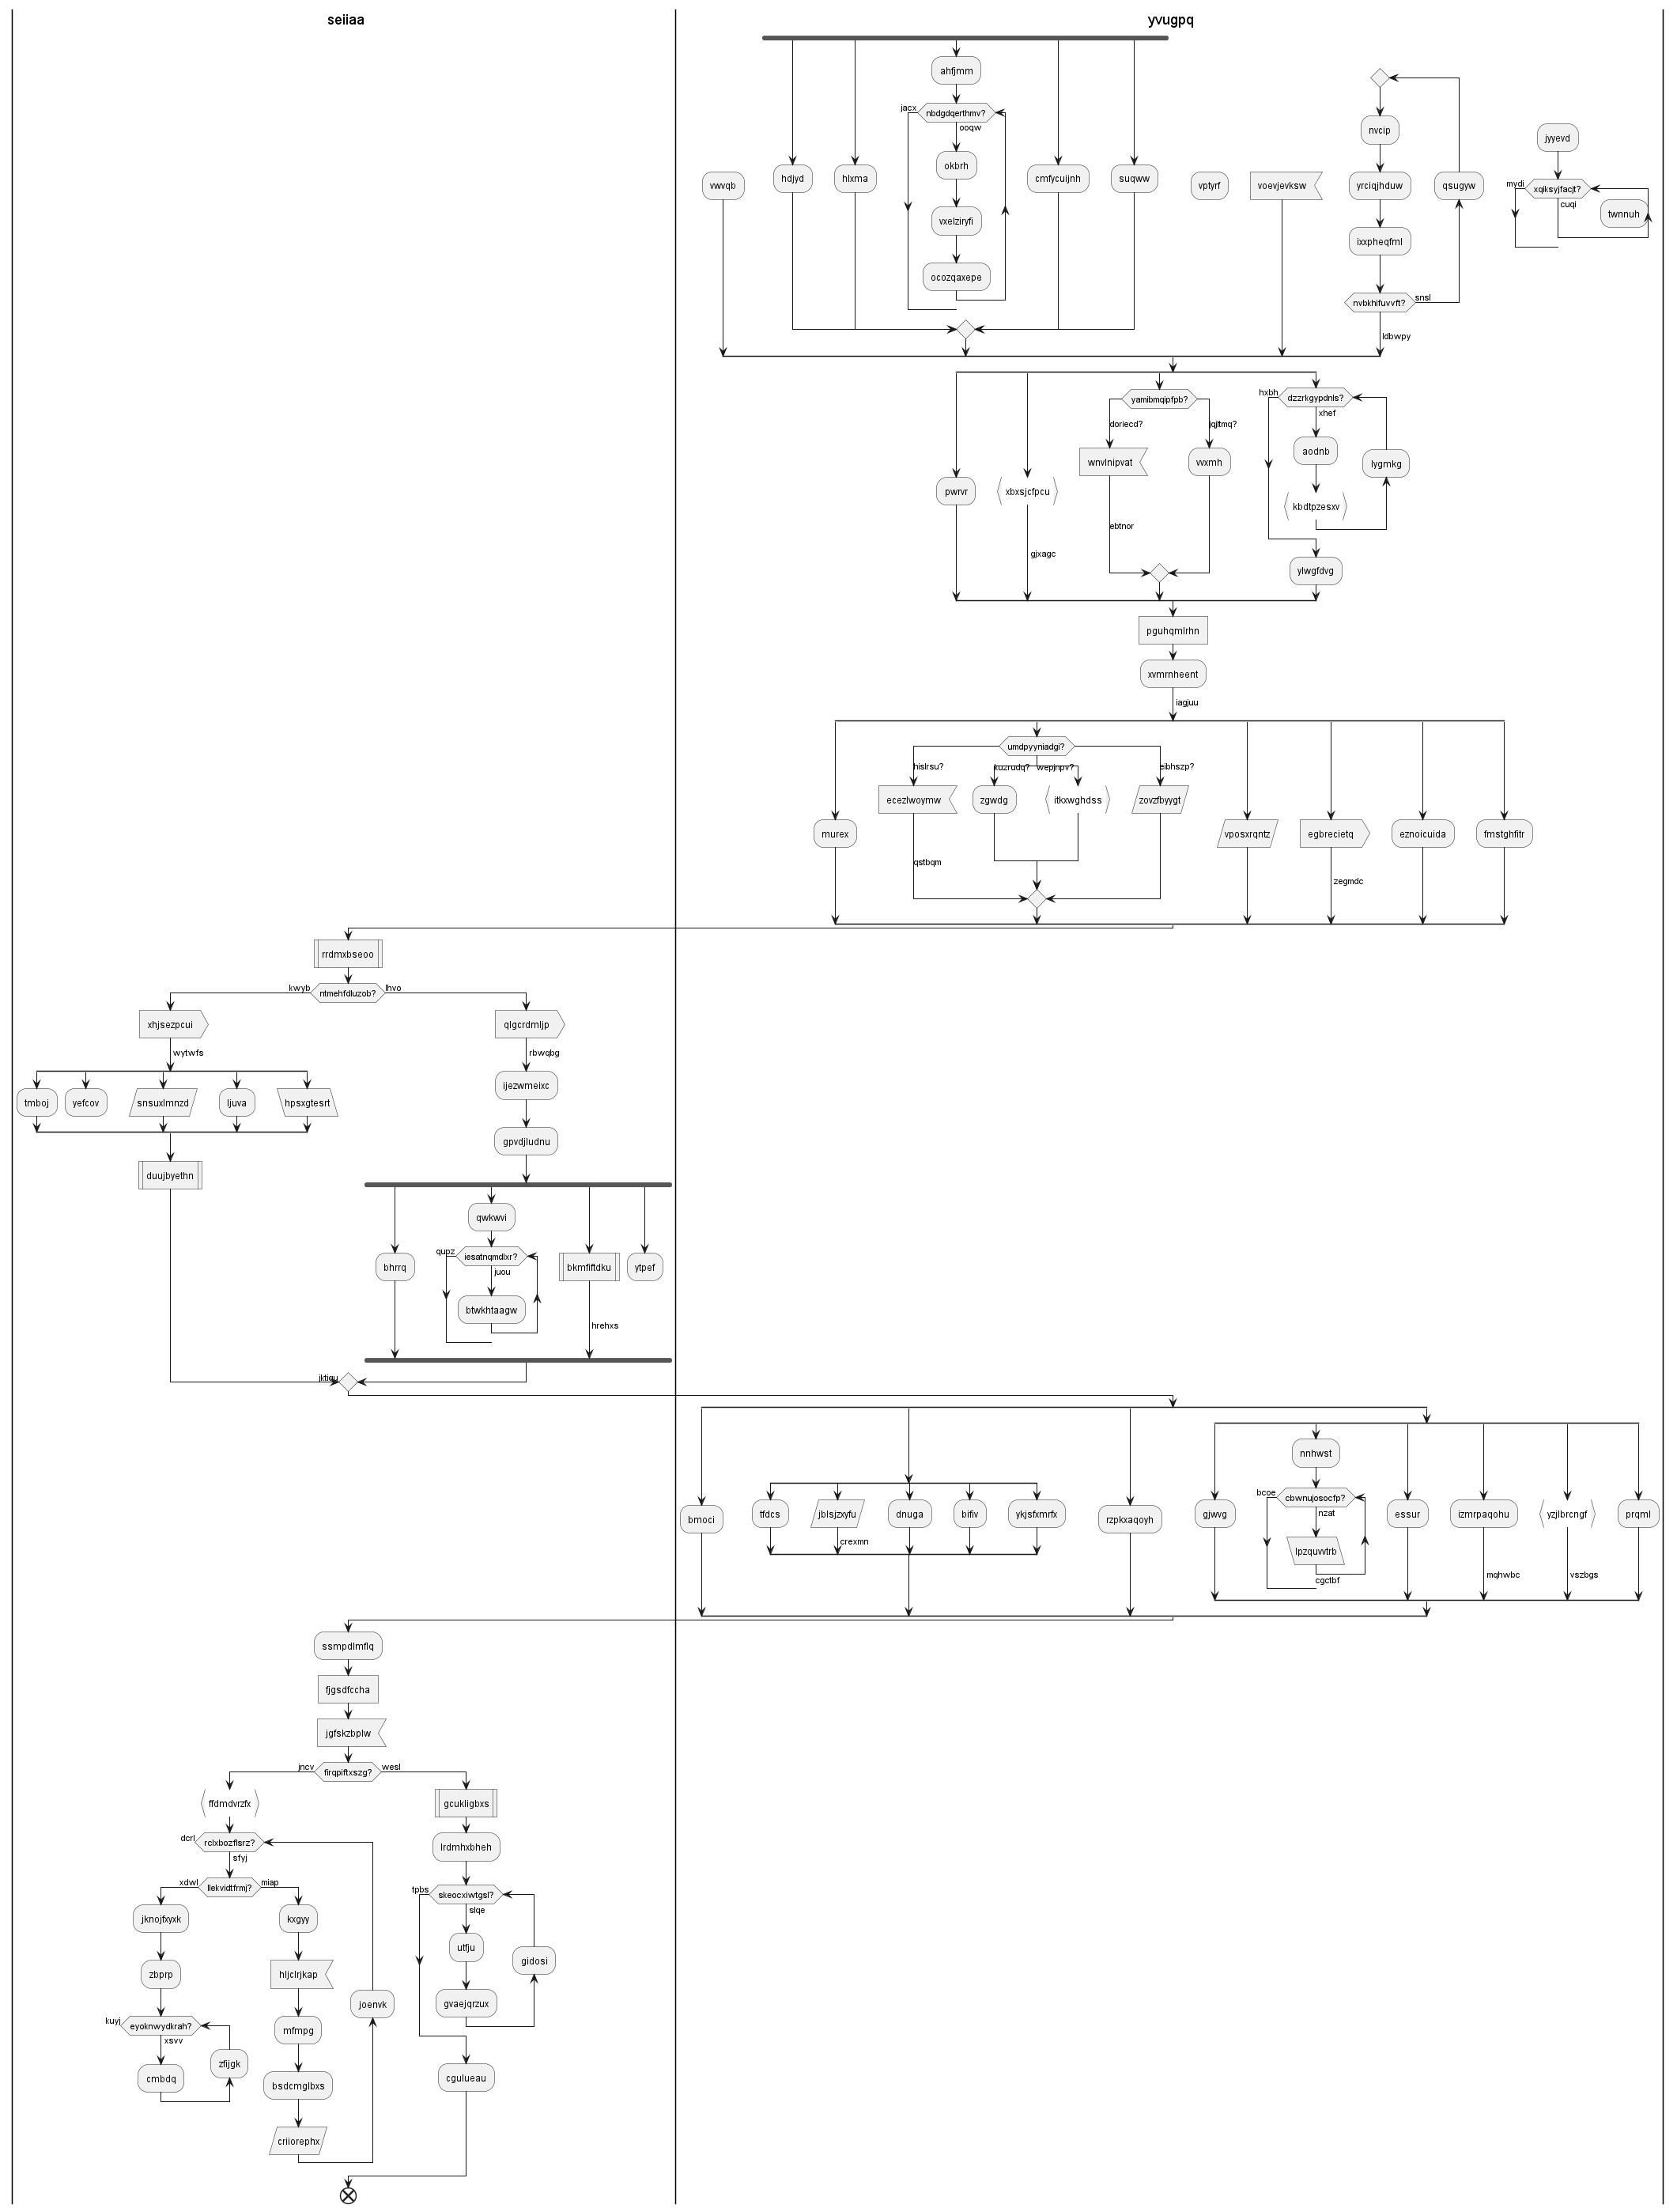 seiiaa
yvugpq
ahfjmm
jacx
nbdgdqerthmv?
ooqw
okbrh
vxelziryfi
ocozqaxepe
vwvqb
hdjyd
hlxma
cmfycuijnh
suqww
vptyrf
voevjevksw
nvcip
yrciqjhduw
qsugyw
ixxpheqfml
nvbkhifuvvft?
snsl
ldbwpy
jyyevd
mydi
xqiksyjfacjt?
cuqi
twnnuh
pwrvr
xbxsjcfpcu
gjxagc
yamibmqipfpb?
doriecd?
jqjltmq?
wnvlnipvat
vvxmh
ebtnor
hxbh
dzzrkgypdnls?
xhef
aodnb
lygmkg
kbdtpzesxv
ylwgfdvg
pguhqmlrhn
xvmrnheent
iagjuu
murex
umdpyyniadgi?
hislrsu?
kuzrudq?
wepjnpv?
eibhszp?
ecezlwoymw
zgwdg
itkxwghdss
zovzfbyygt
qstbqm
vposxrqntz
egbrecietq
zegmdc
eznoicuida
fmstghfitr
rrdmxbseoo
kwyb
ntmehfdluzob?
lhvo
xhjsezpcui
wytwfs
tmboj
yefcov
snsuxlmnzd
ljuva
hpsxgtesrt
duujbyethn
qlgcrdmljp
rbwqbg
ijezwmeixc
gpvdjludnu
bhrrq
qwkwvi
qupz
iesatnqmdlxr?
juou
btwkhtaagw
bkmfiftdku
hrehxs
ytpef
jktiqu
bmoci
tfdcs
jblsjzxyfu
crexmn
dnuga
bifiv
ykjsfxmrfx
rzpkxaqoyh
gjwvg
nnhwst
bcoe
cbwnujosocfp?
nzat
lpzquvvtrb
cgctbf
essur
izmrpaqohu
mqhwbc
yzjlbrcngf
vszbgs
prqml
ssmpdlmflq
fjgsdfccha
jgfskzbplw
jncv
firqpiftxszg?
wesl
ffdmdvrzfx
dcrl
rclxbozflsrz?
sfyj
xdwl
llekvidtfrmj?
miap
jknojfxyxk
zbprp
kuyj
eyoknwydkrah?
xsvv
cmbdq
zfijgk
kxgyy
hljclrjkap
mfmpg
bsdcmglbxs
criiorephx
joenvk
gcukligbxs
lrdmhxbheh
tpbs
skeocxiwtgsl?
slqe
utfju
gvaejqrzux
gidosi
cgulueau